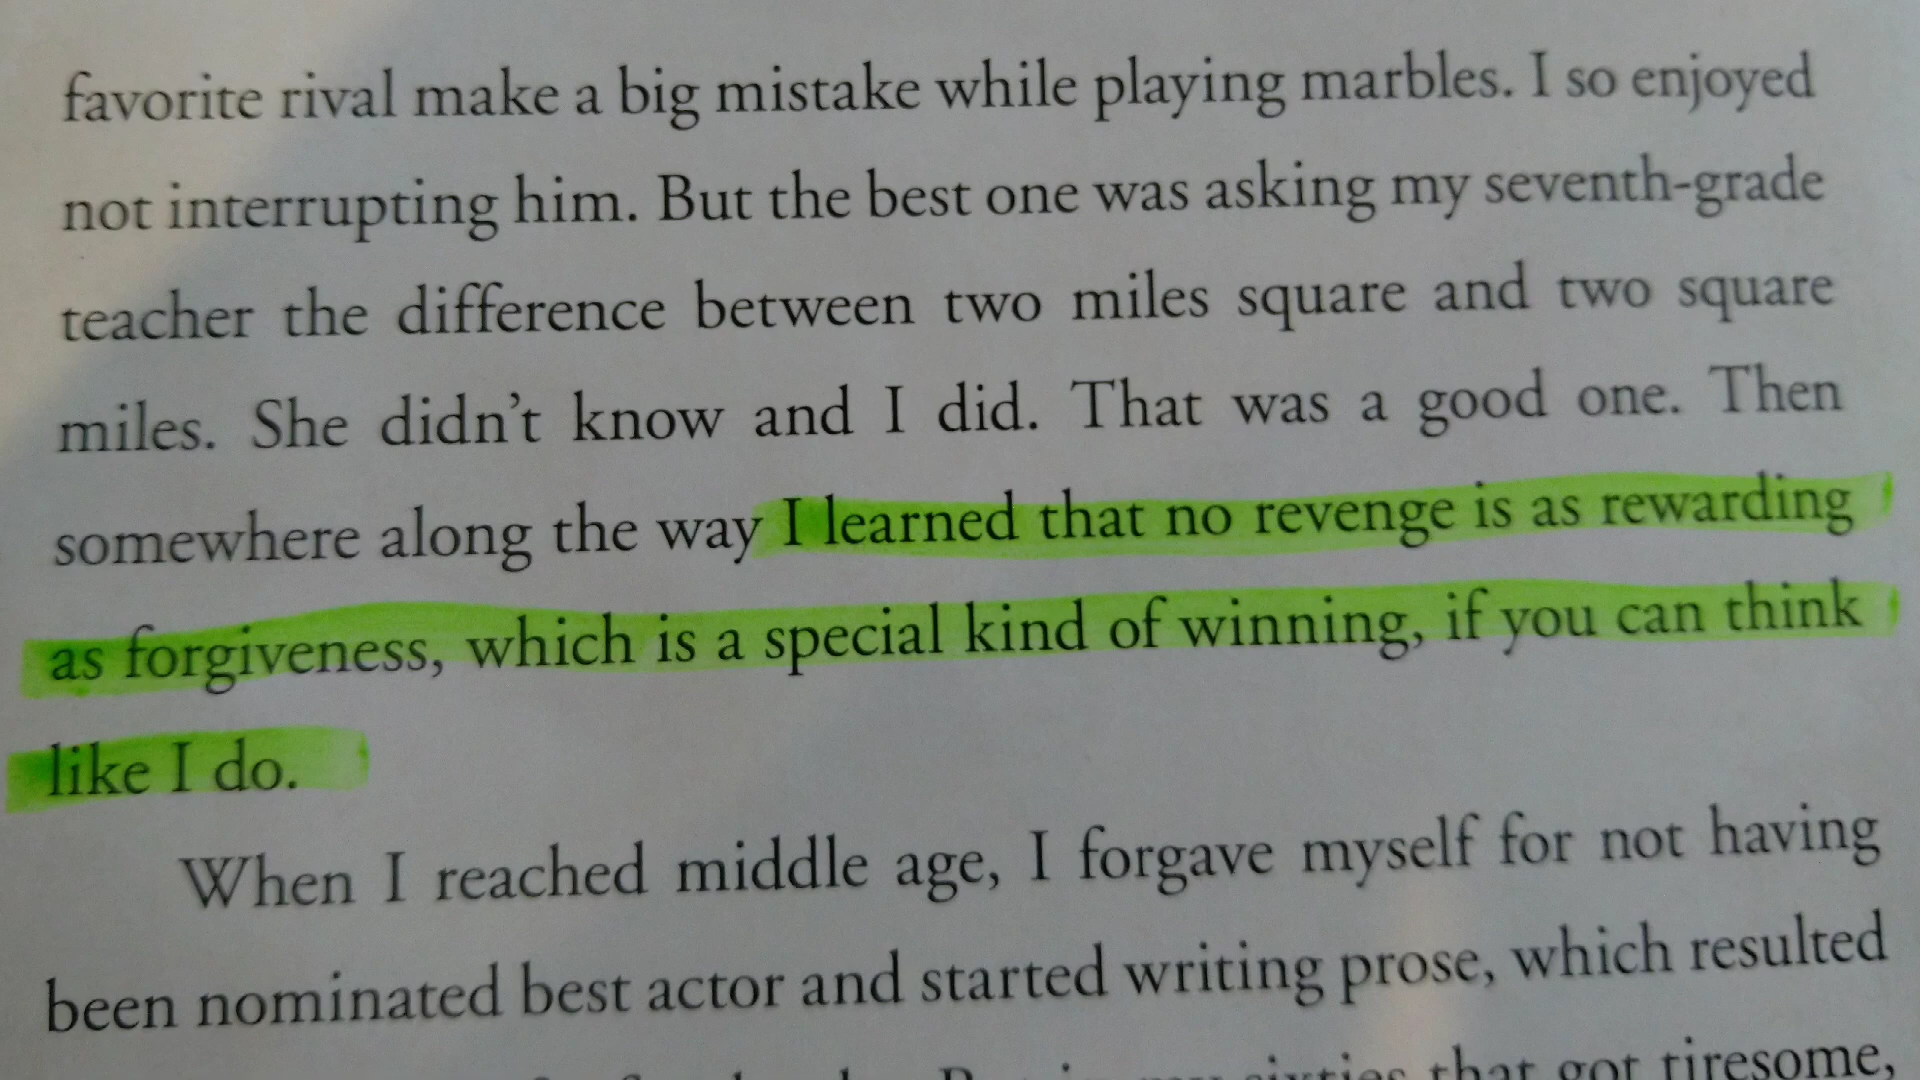 favorite rival make a big mistake while playing marbles. I so enjoyed
not interrupting him. But the best one was asking my seventh-grade
teacher the difference between two miles square and two square
miles. She didn't know and I did. That was a good one. Then
somewhere along the way I learned that no revenge is as rewarding
as forgiveness, which is a special kind of winning, if you can think
like I do.
When I reached middle age, I forgave myself for not having
been nominated best actor and started writing prose, which resulted
sixties that got tiresome,